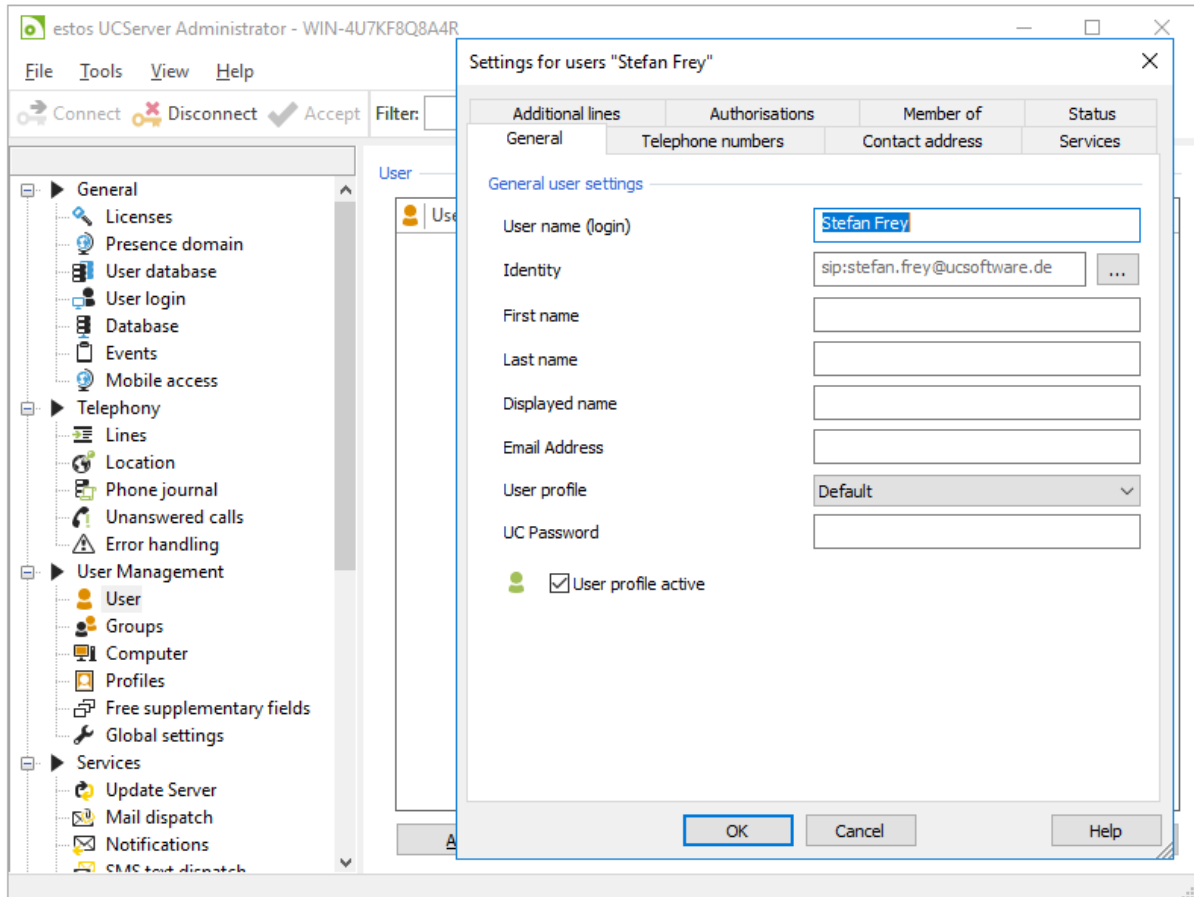 estos UCServer Administrator - WIN-4U7KF8Q8A4R
File Tools View Help
Connect Disconnect Accept Filter:
General
Licenses
Presence domain
User database
User login
Database
Events
Mobile access
Telephony
Lines
Location
Phone journal
Unanswered calls
Error handling
User Management
User
Groups
Computer
Profiles
Free supplementary fields
Global settings
Services
Update Server
Mail dispatch
Notifications
SMS text dispatch
User
Settings for users "Stefan Frey"
Additional lines Authorisations Member of Status
General Telephone numbers Contact address Services
General user settings
User name (login) Stefan Frey
Identity sip:stefan.frey@ucsoftware.de ...
First name
Last name
Displayed name
Email Address
User profile Default
UC Password
User profile active
OK Cancel Help